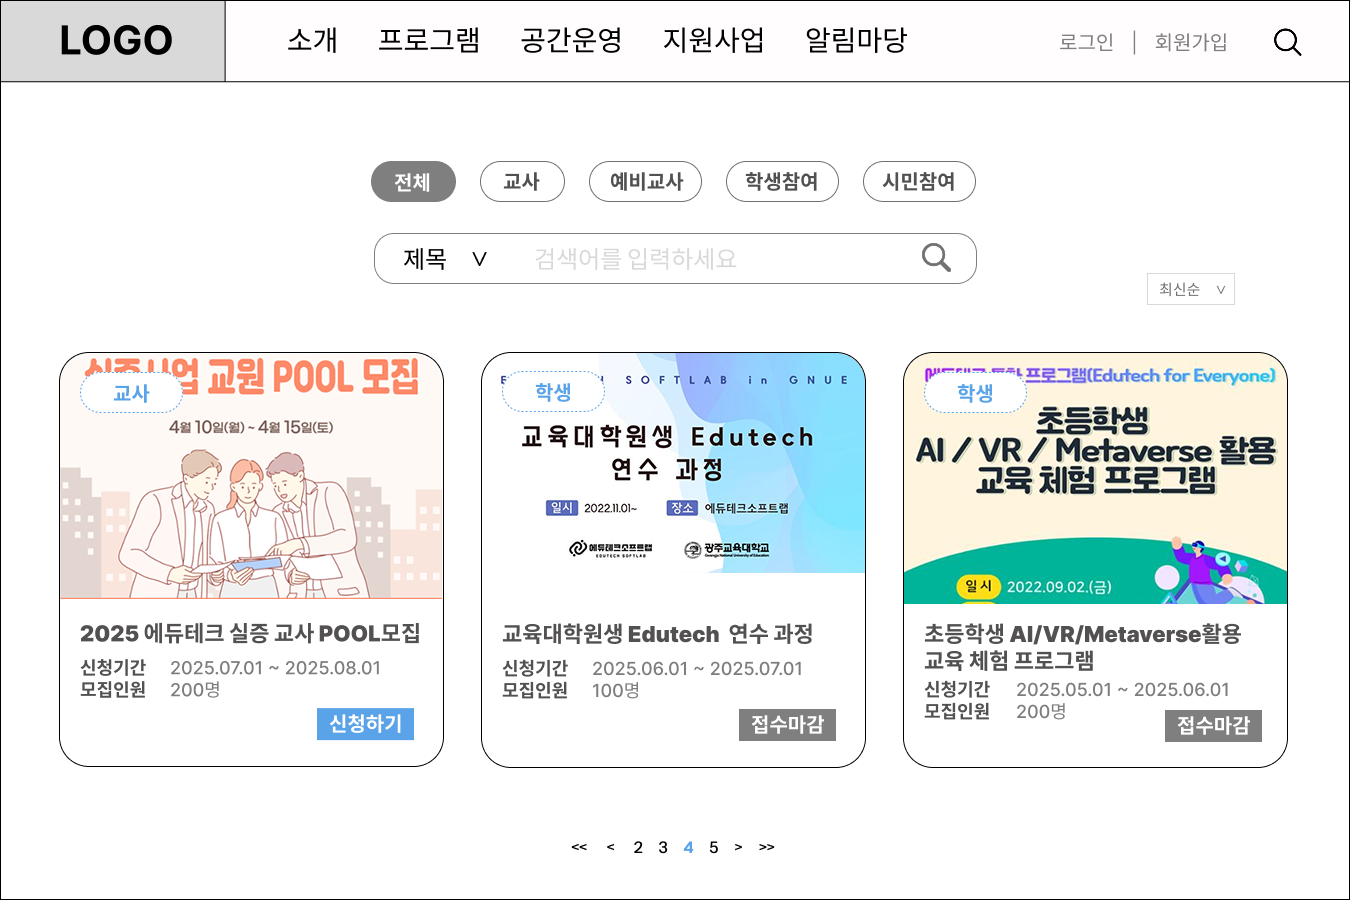 LOGO
소개 프로그램 공간운영 지원사업 알림마당
로그인 | 회원가입
전체 교사 예비교사 학생참여 시민참여
제목 ∨ 검색어를 입력하세요
최신순 ∨
교원 POOL 모집
교사
4월 10일(월) ~ 4월 15일(토)
2025 에듀테크 실증 교사 POOL모집
신청기간 2025.07.01 ~ 2025.08.01
모집인원 200명
신청하기
SOFTLAB in GNUE
학생
교육대학원생 Edutech
연수 과정
일시 2022.11.01~ 장소 에듀테크소프트랩
에듀테크소프트랩
EDUTECH SOFTLAB
광주교육대학교
Gwangju National University of Education
교육대학원생 Edutech 연수 과정
신청기간 2025.06.01 ~ 2025.07.01
모집인원 100명
접수마감
프로그램(Edutech for Everyone)
학생
초등학생
AI / VR / Metaverse 활용
교육 체험 프로그램
일시 2022.09.02.(금)
초등학생 AI/VR/Metaverse활용
교육 체험 프로그램
신청기간 2025.05.01 ~ 2025.06.01
모집인원 200명
접수마감
<< < 2 3 4 5 > >>